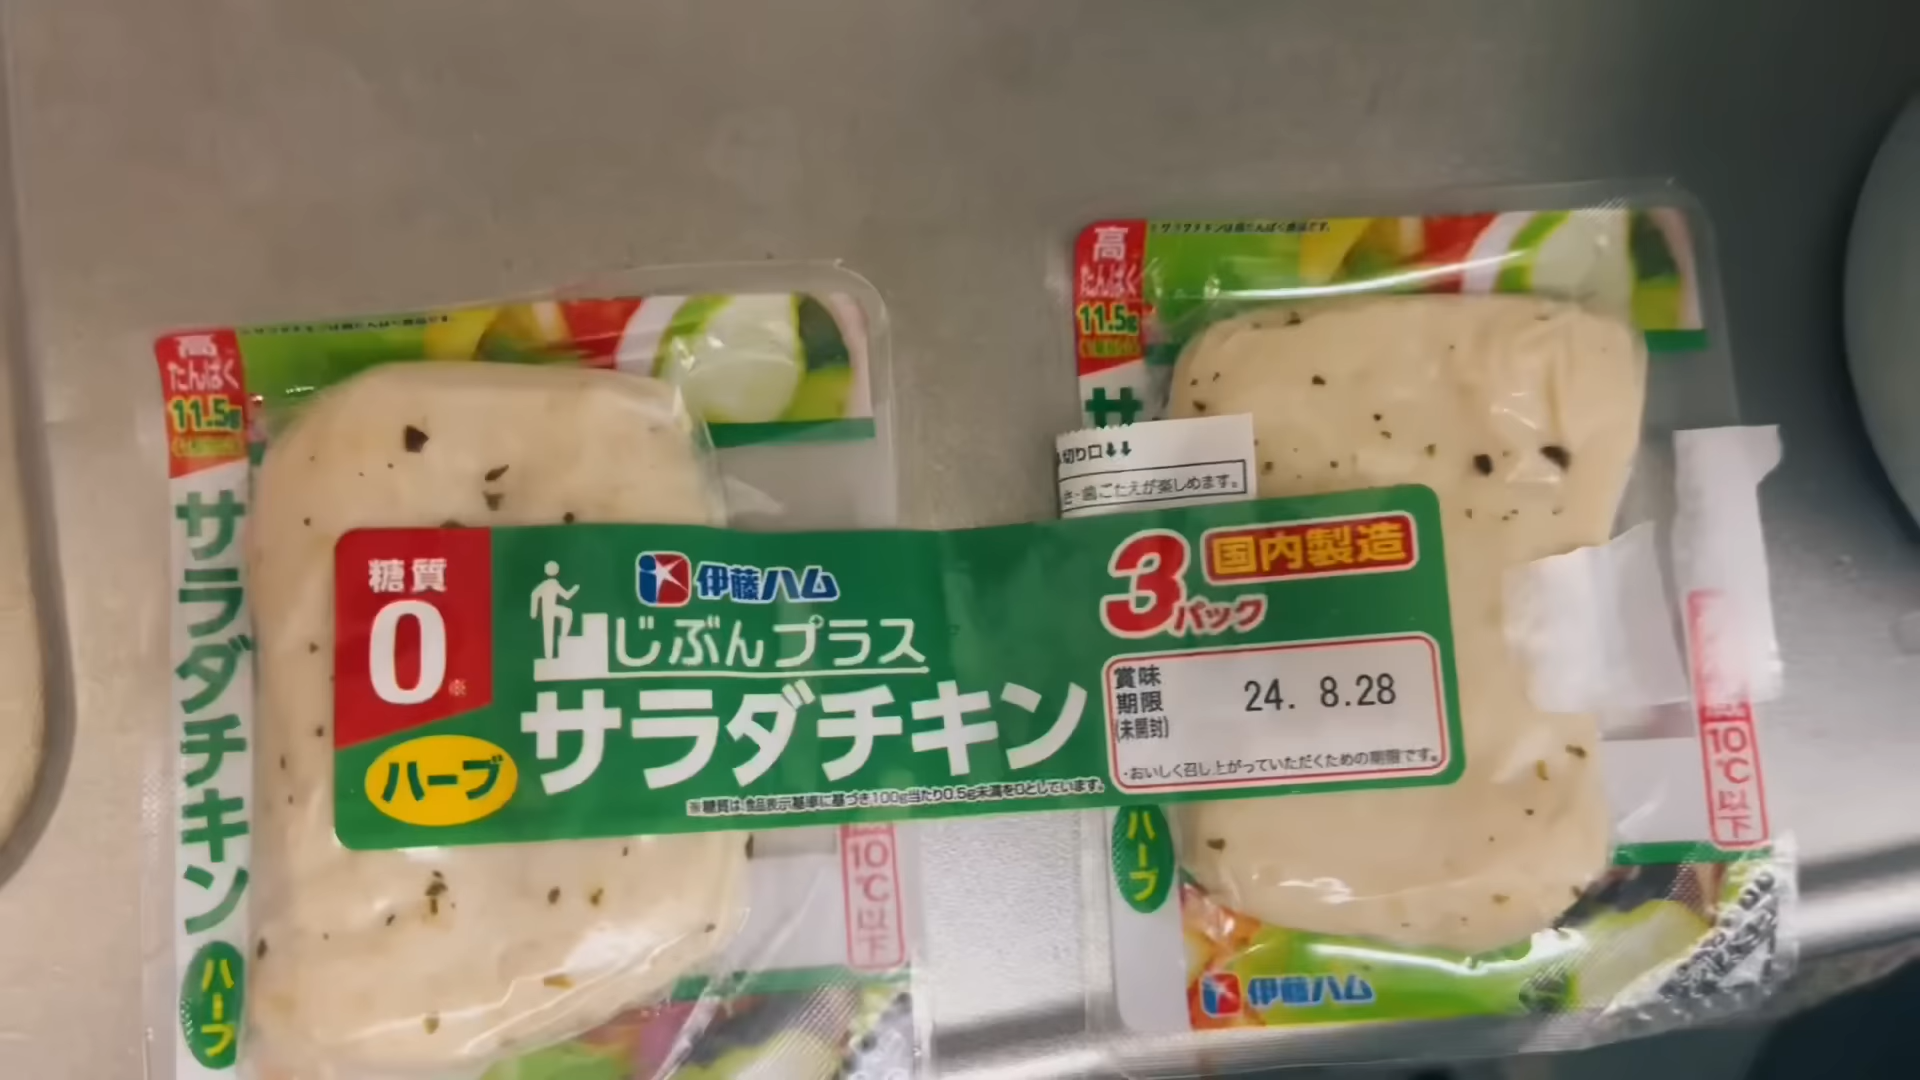 高
たんぱく
11.5g
サラダチキン
ハーブ
糖質
0※
ハーブ
伊藤ハム
じぶんプラス
サラダチキン
※糖質は、食品表示基準に基づき100g当たり0.5g未満を0としています。
3パック
国内製造
賞味
期限
(未開封)
24. 8.28
・おいしく召し上がっていただくための期限です。
10℃以下
高
たんぱく
11.5g
サ
切り口↓↓
・歯ごたえが楽しめます。
ハーブ
伊藤ハム
10℃以下